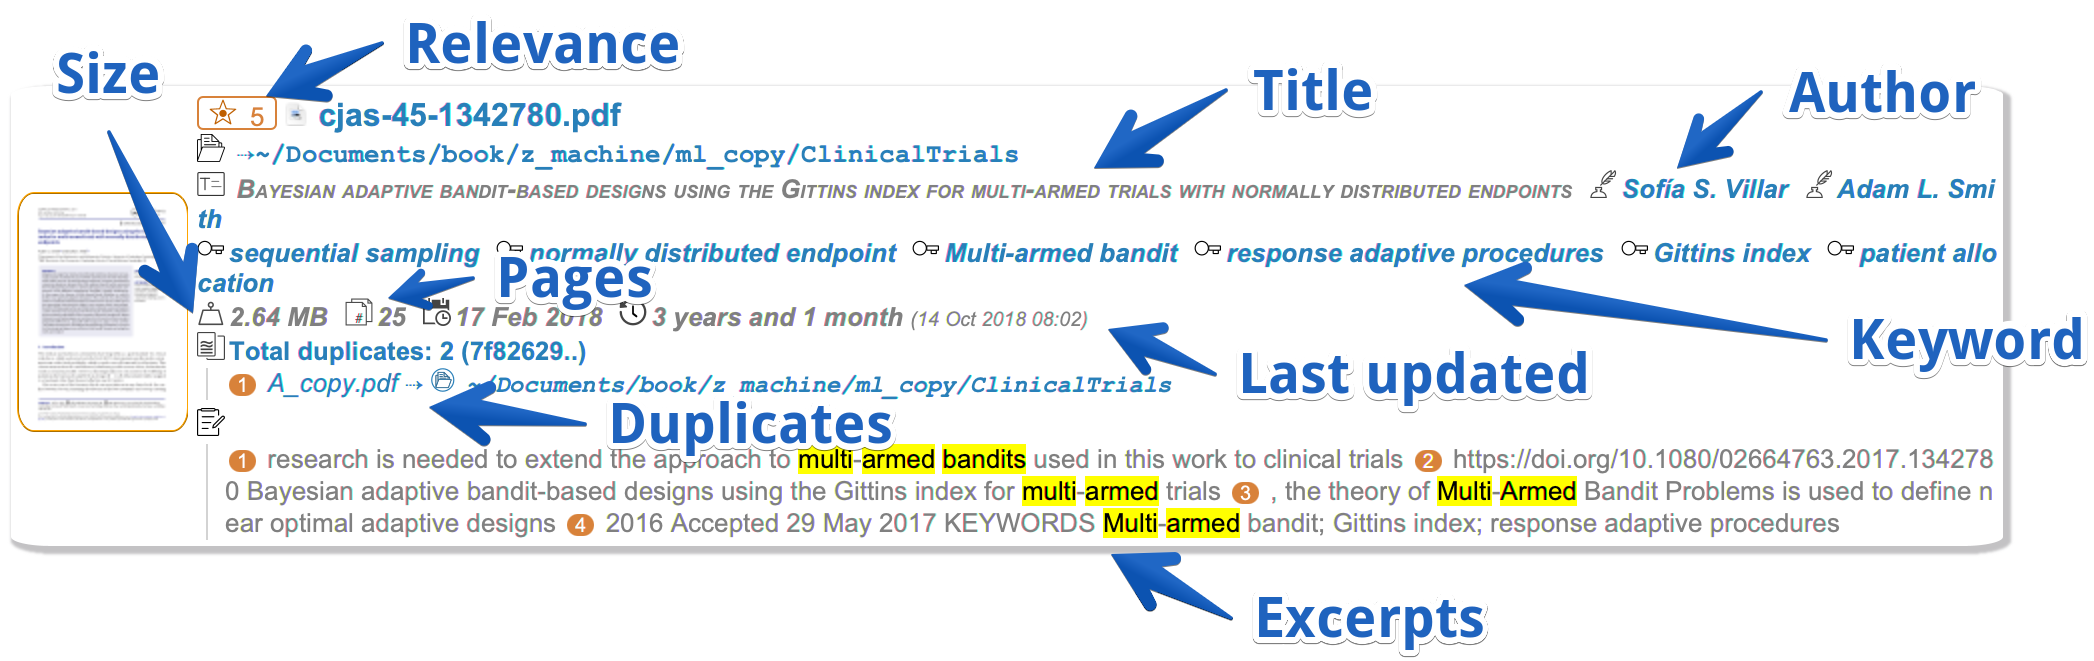 Relevance
Size
Title
Author
5 cjas-45-1342780.pdf
⇢~/Documents/book/z_machine/ml_copy/ClinicalTrials
BAYESIAN ADAPTIVE BANDIT-BASED DESIGNS USING THE GITTINS INDEX FOR MULTI-ARMED TRIALS WITH NORMALLY DISTRIBUTED ENDPOINTS Sofía S. Villar Adam L. Smi
th
sequential sampling normally distributed endpoint Multi-armed bandit response adaptive procedures Gittins index patient allo
cation
Pages
2.64 MB # 25 17 Feb 2018 3 years and 1 month (14 Oct 2018 08:02)
Keyword
Total duplicates: 2 (7f82629..)
Last updated
1 A_copy.pdf ⇢ ~/Documents/book/z_machine/ml_copy/ClinicalTrials
Duplicates
1 research is needed to extend the approach to multi-armed bandits used in this work to clinical trials 2 https://doi.org/10.1080/02664763.2017.134278
0 Bayesian adaptive bandit-based designs using the Gittins index for multi-armed trials 3 , the theory of Multi-Armed Bandit Problems is used to define n
ear optimal adaptive designs 4 2016 Accepted 29 May 2017 KEYWORDS Multi-armed bandit; Gittins index; response adaptive procedures
Excerpts